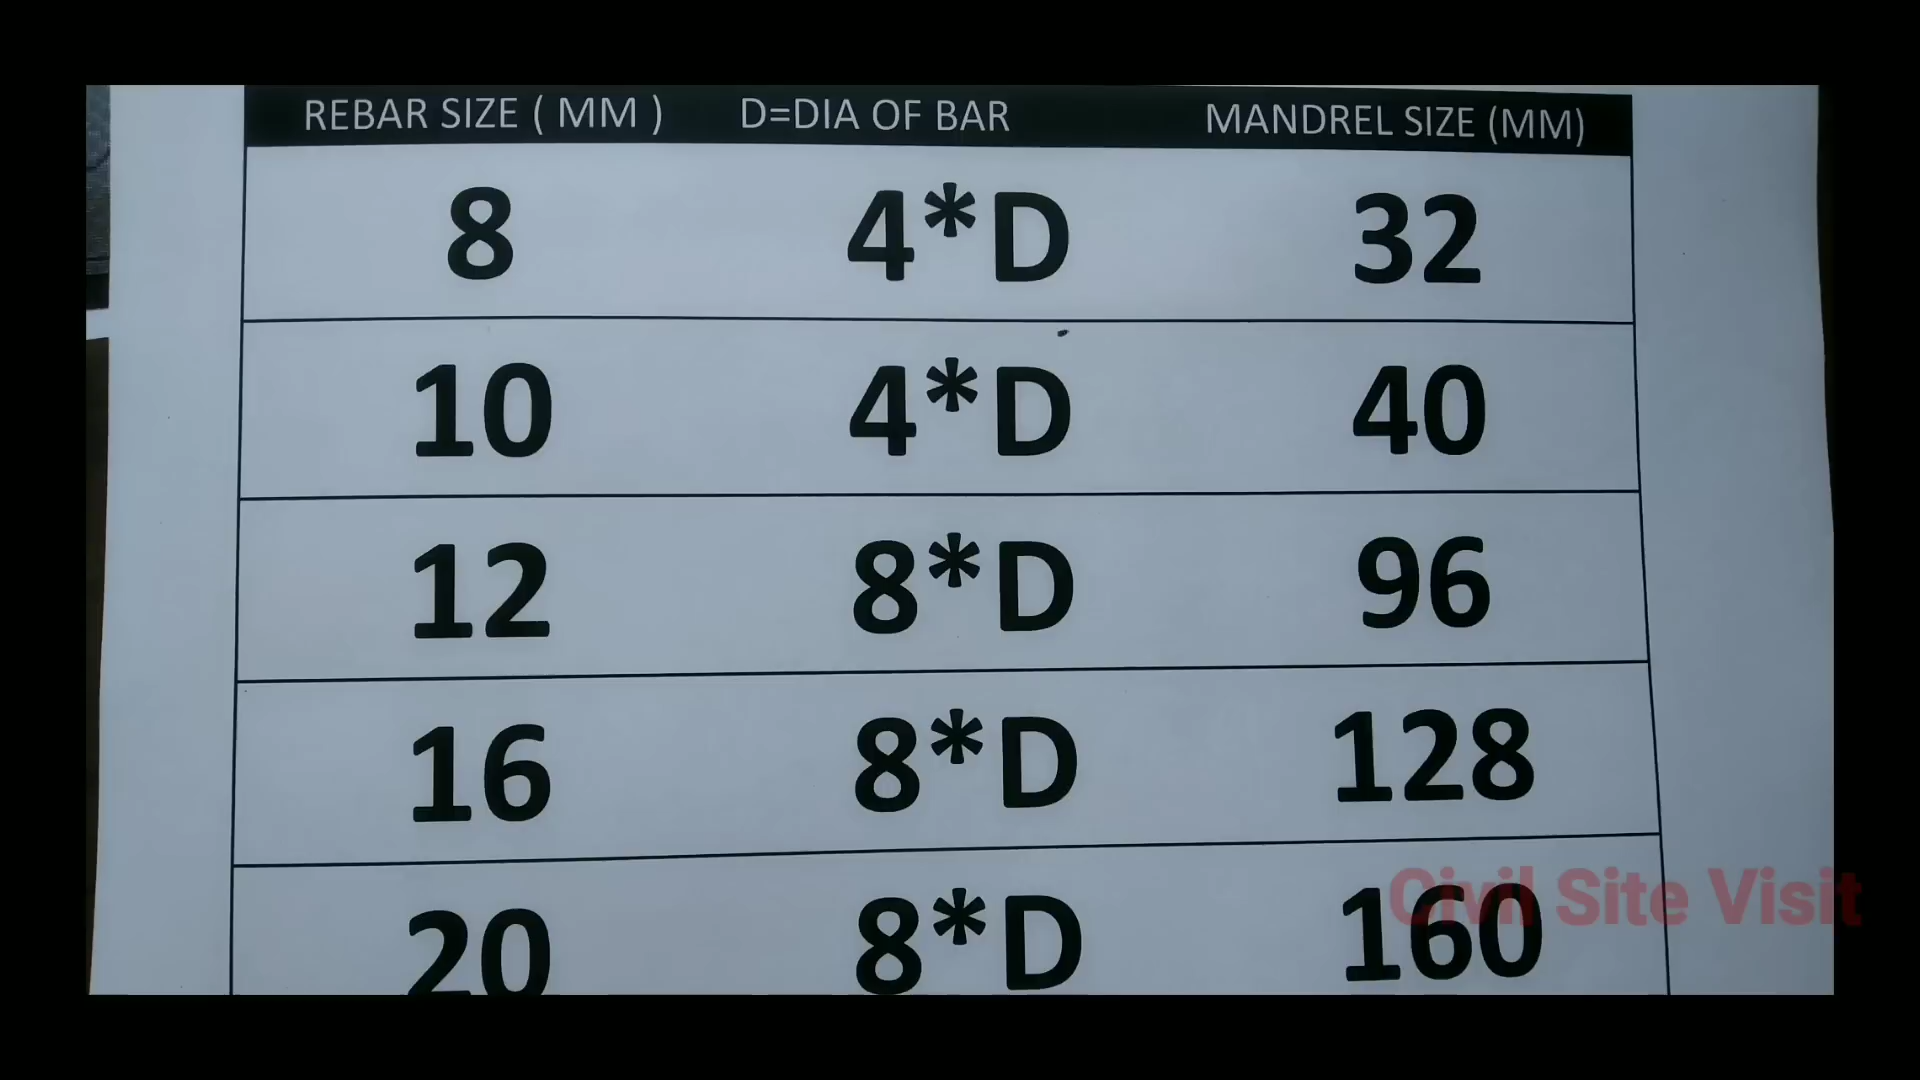 REBAR SIZE ( MM ) D=DIA OF BAR MANDREL SIZE (MM)
8 4*D 32
10 4*D 40
12 8*D 96
16 8*D 128
20 8*D 160
Civil Site Visit